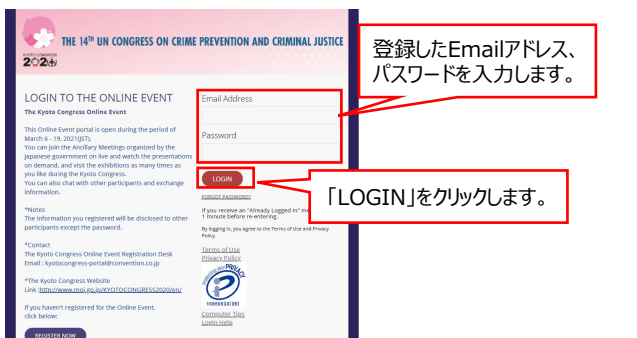 THE 14TH UN CONGRESS ON CRIME PREVENTION AND CRIMINAL JUSTICE
KYOTO CONGRESS
2020
登録したEmailアドレス、
パスワードを入力します。
LOGIN TO THE ONLINE EVENT
The Kyoto Congress Online Event
This Online Event portal is open during the period of
March 6 - 19, 2021(JST).
You can join the Ancillary Meetings organized by the
Japanese government on live and watch the presentations
on demand, and visit the exhibitions as many times as
you like during the Kyoto Congress.
You can also chat with other participants and exchange
information.
*Notes
The information you registered will be disclosed to other
participants except the password.
*Contact
The Kyoto Congress Online Event Registration Desk
Email : kyotocongress-portal@convention.co.jp
*The Kyoto Congress Website
Link :http://www.moj.go.jp/KYOTOCONGRESS2020/en/
If you haven't registered for the Online Event,
click below:
REGISTER NOW
Email Address
Password
LOGIN
「LOGIN」をクリックします。
FORGOT PASSWORD?
If you receive an "Already Logged In" me
1 minute before re-entering.
By logging in, you agree to the Terms of Use and Privacy
Policy.
Terms of Use
Privacy Policy
PRIVACY
10860038(09)
Computer Tips
Login Help